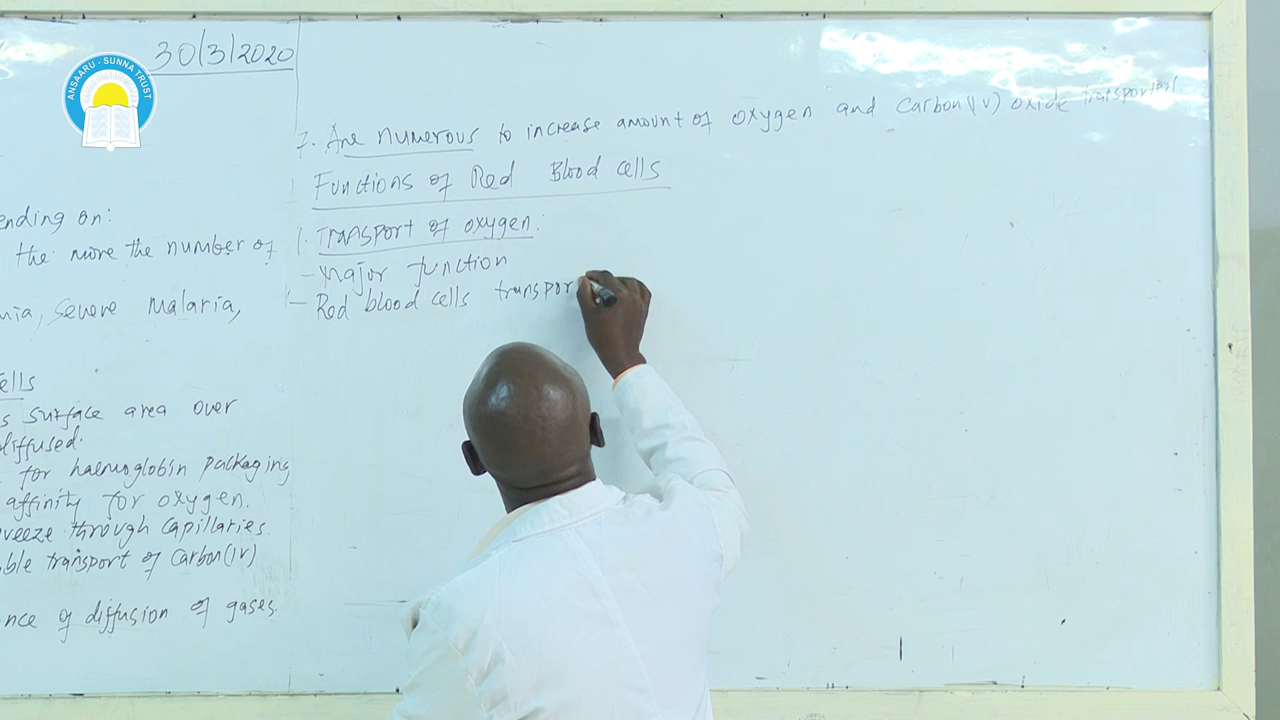 ANSAARU - SUNNA TRUST
30/3/2020
ending on:
the more the number of
nia, severe malaria,
ells
s surface area over
diffused.
for haemoglobin packaging
affinity for oxygen.
ueeze through capillaries.
ble transport of Carbon(IV)
nce of diffusion of gases.
7. Are numerous to increase amount of oxygen and Carbon(IV) oxide transported.
Functions of Red Blood cells
1. Transport of oxygen:
- Major function
- Red blood cells transpor